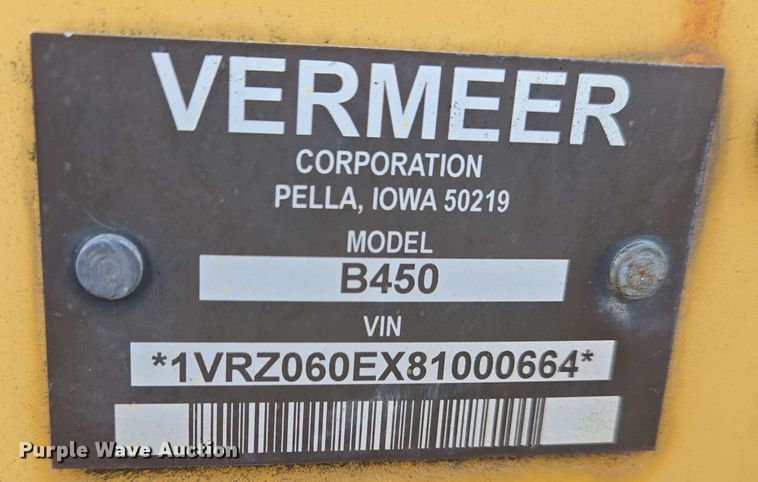 VERMEER
CORPORATION
PELLA, IOWA 50219
MODEL
B450
VIN
*1VRZ060EX81000664*
Purple Wave Auction